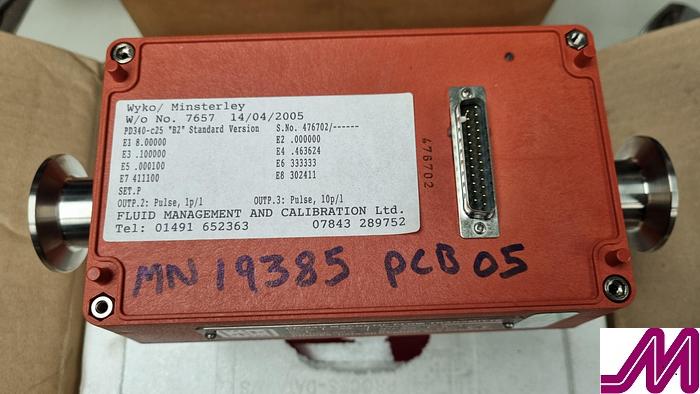 Wyko/ Minsterley
W/o No. 7657 14/04/2005
PD340-c25 "B2" Standard Version S.No. 476702/------
E1 8.00000 E2 .000000
E3 .100000 E4 .463624
E5 .000100 E6 333333
E7 411100 E8 302411
SET.P
OUTP.2: Pulse, 1p/l OUTP.3: Pulse, 10p/l
FLUID MANAGEMENT AND CALIBRATION Ltd.
Tel: 01491 652363 07843 289752
476702
MN 19385 PCB 05
M